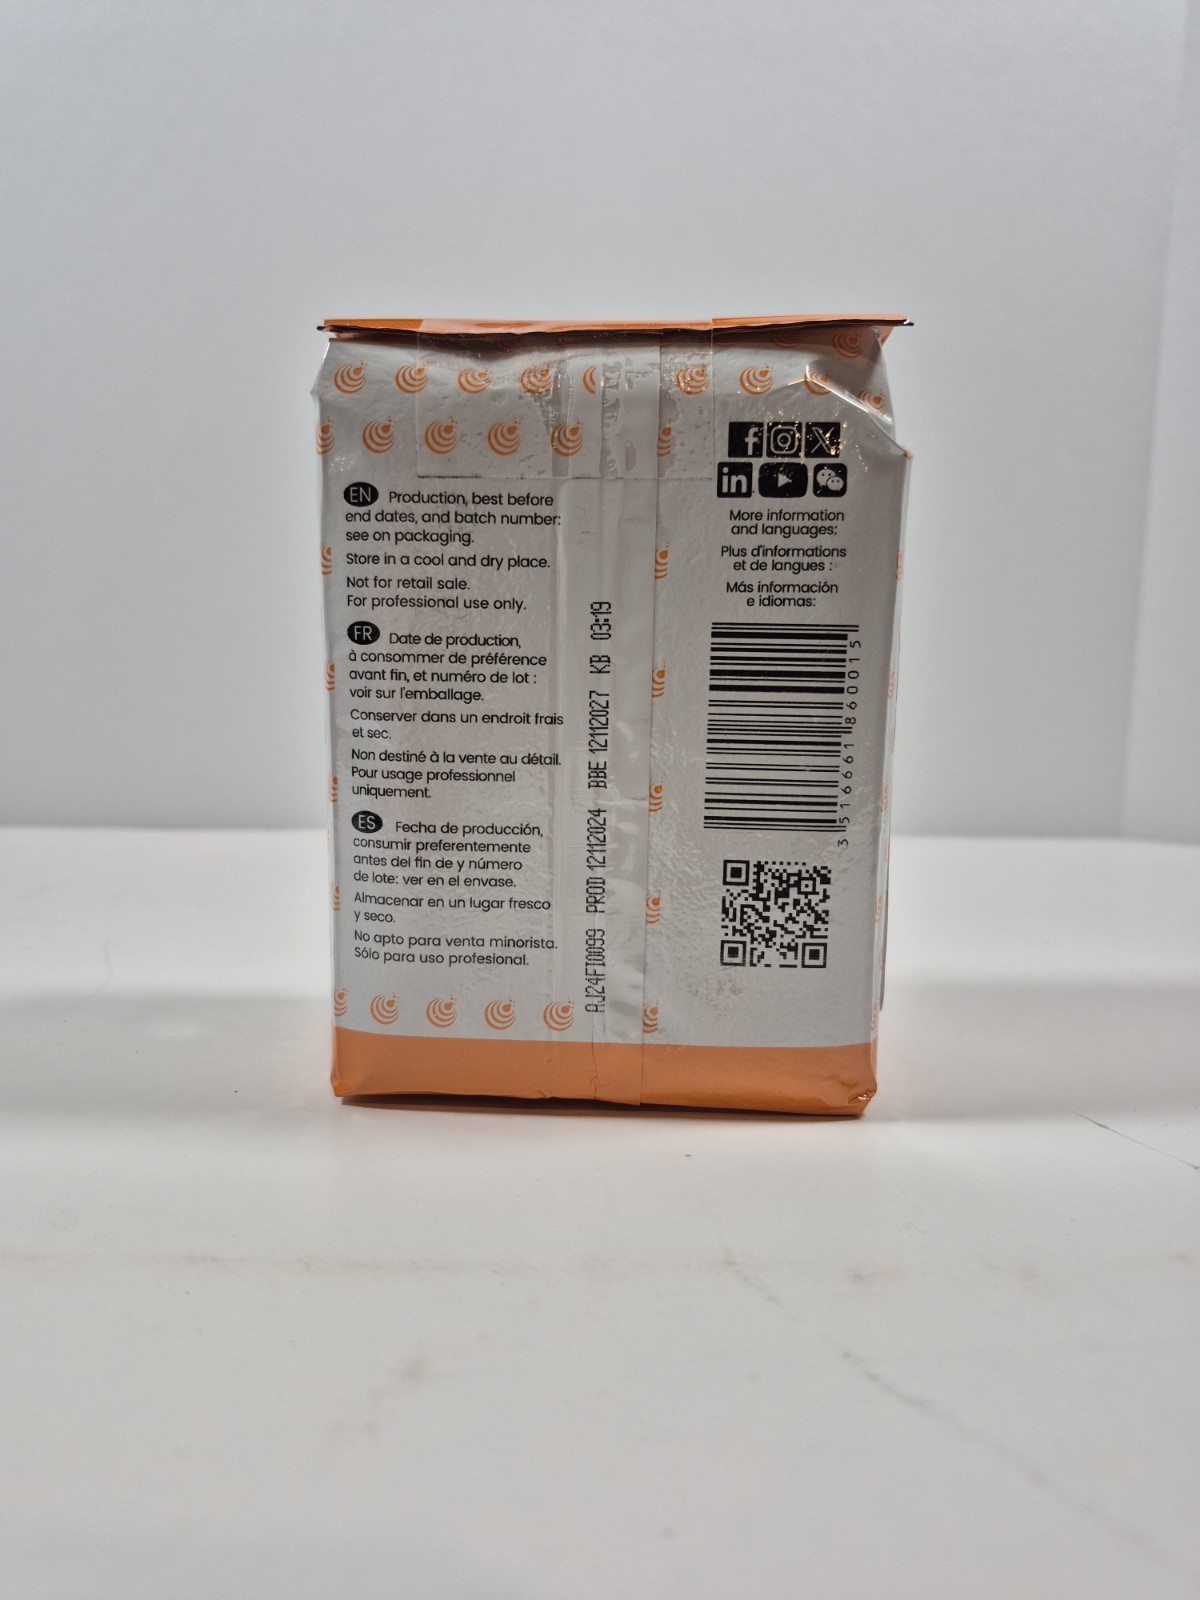 EN Production, best before
end dates, and batch number:
see on packaging.
Store in a cool and dry place.
Not for retail sale.
For professional use only.
FR Date de production,
à consommer de préférence
avant fin, et numéro de lot :
voir sur l'emballage.
Conserver dans un endroit frais
et sec.
Non destiné à la vente au détail.
Pour usage professionnel
uniquement.
ES Fecha de producción,
consumir preferentemente
antes del fin de y número
de lote: ver en el envase.
Almacenar en un lugar fresco
y seco.
No apto para venta minorista.
Sólo para uso profesional.
AJ24FI0099 PROD 12112024 BBE 12112027 KB 03:19
f
in
More information
and languages:
Plus d'informations
et de langues :
Más información
e idiomas:
3 516661 860015